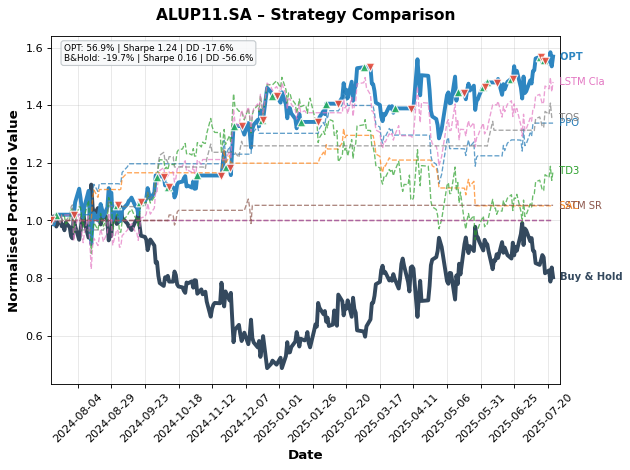 ALUP11.SA – Strategy Comparison
OPT: 56.9% | Sharpe 1.24 | DD -17.6%
B&Hold: -19.7% | Sharpe 0.16 | DD -56.6%
Normalised Portfolio Value
1.6
1.4
1.2
1.0
0.8
0.6
OPT
LSTM Cla
PPO
TD3
LSTM SR
Buy & Hold
2024-08-04
2024-08-29
2024-09-23
2024-10-18
2024-11-12
2024-12-07
2025-01-01
2025-01-26
2025-02-20
2025-03-17
2025-04-11
2025-05-06
2025-05-31
2025-06-25
2025-07-20
Date